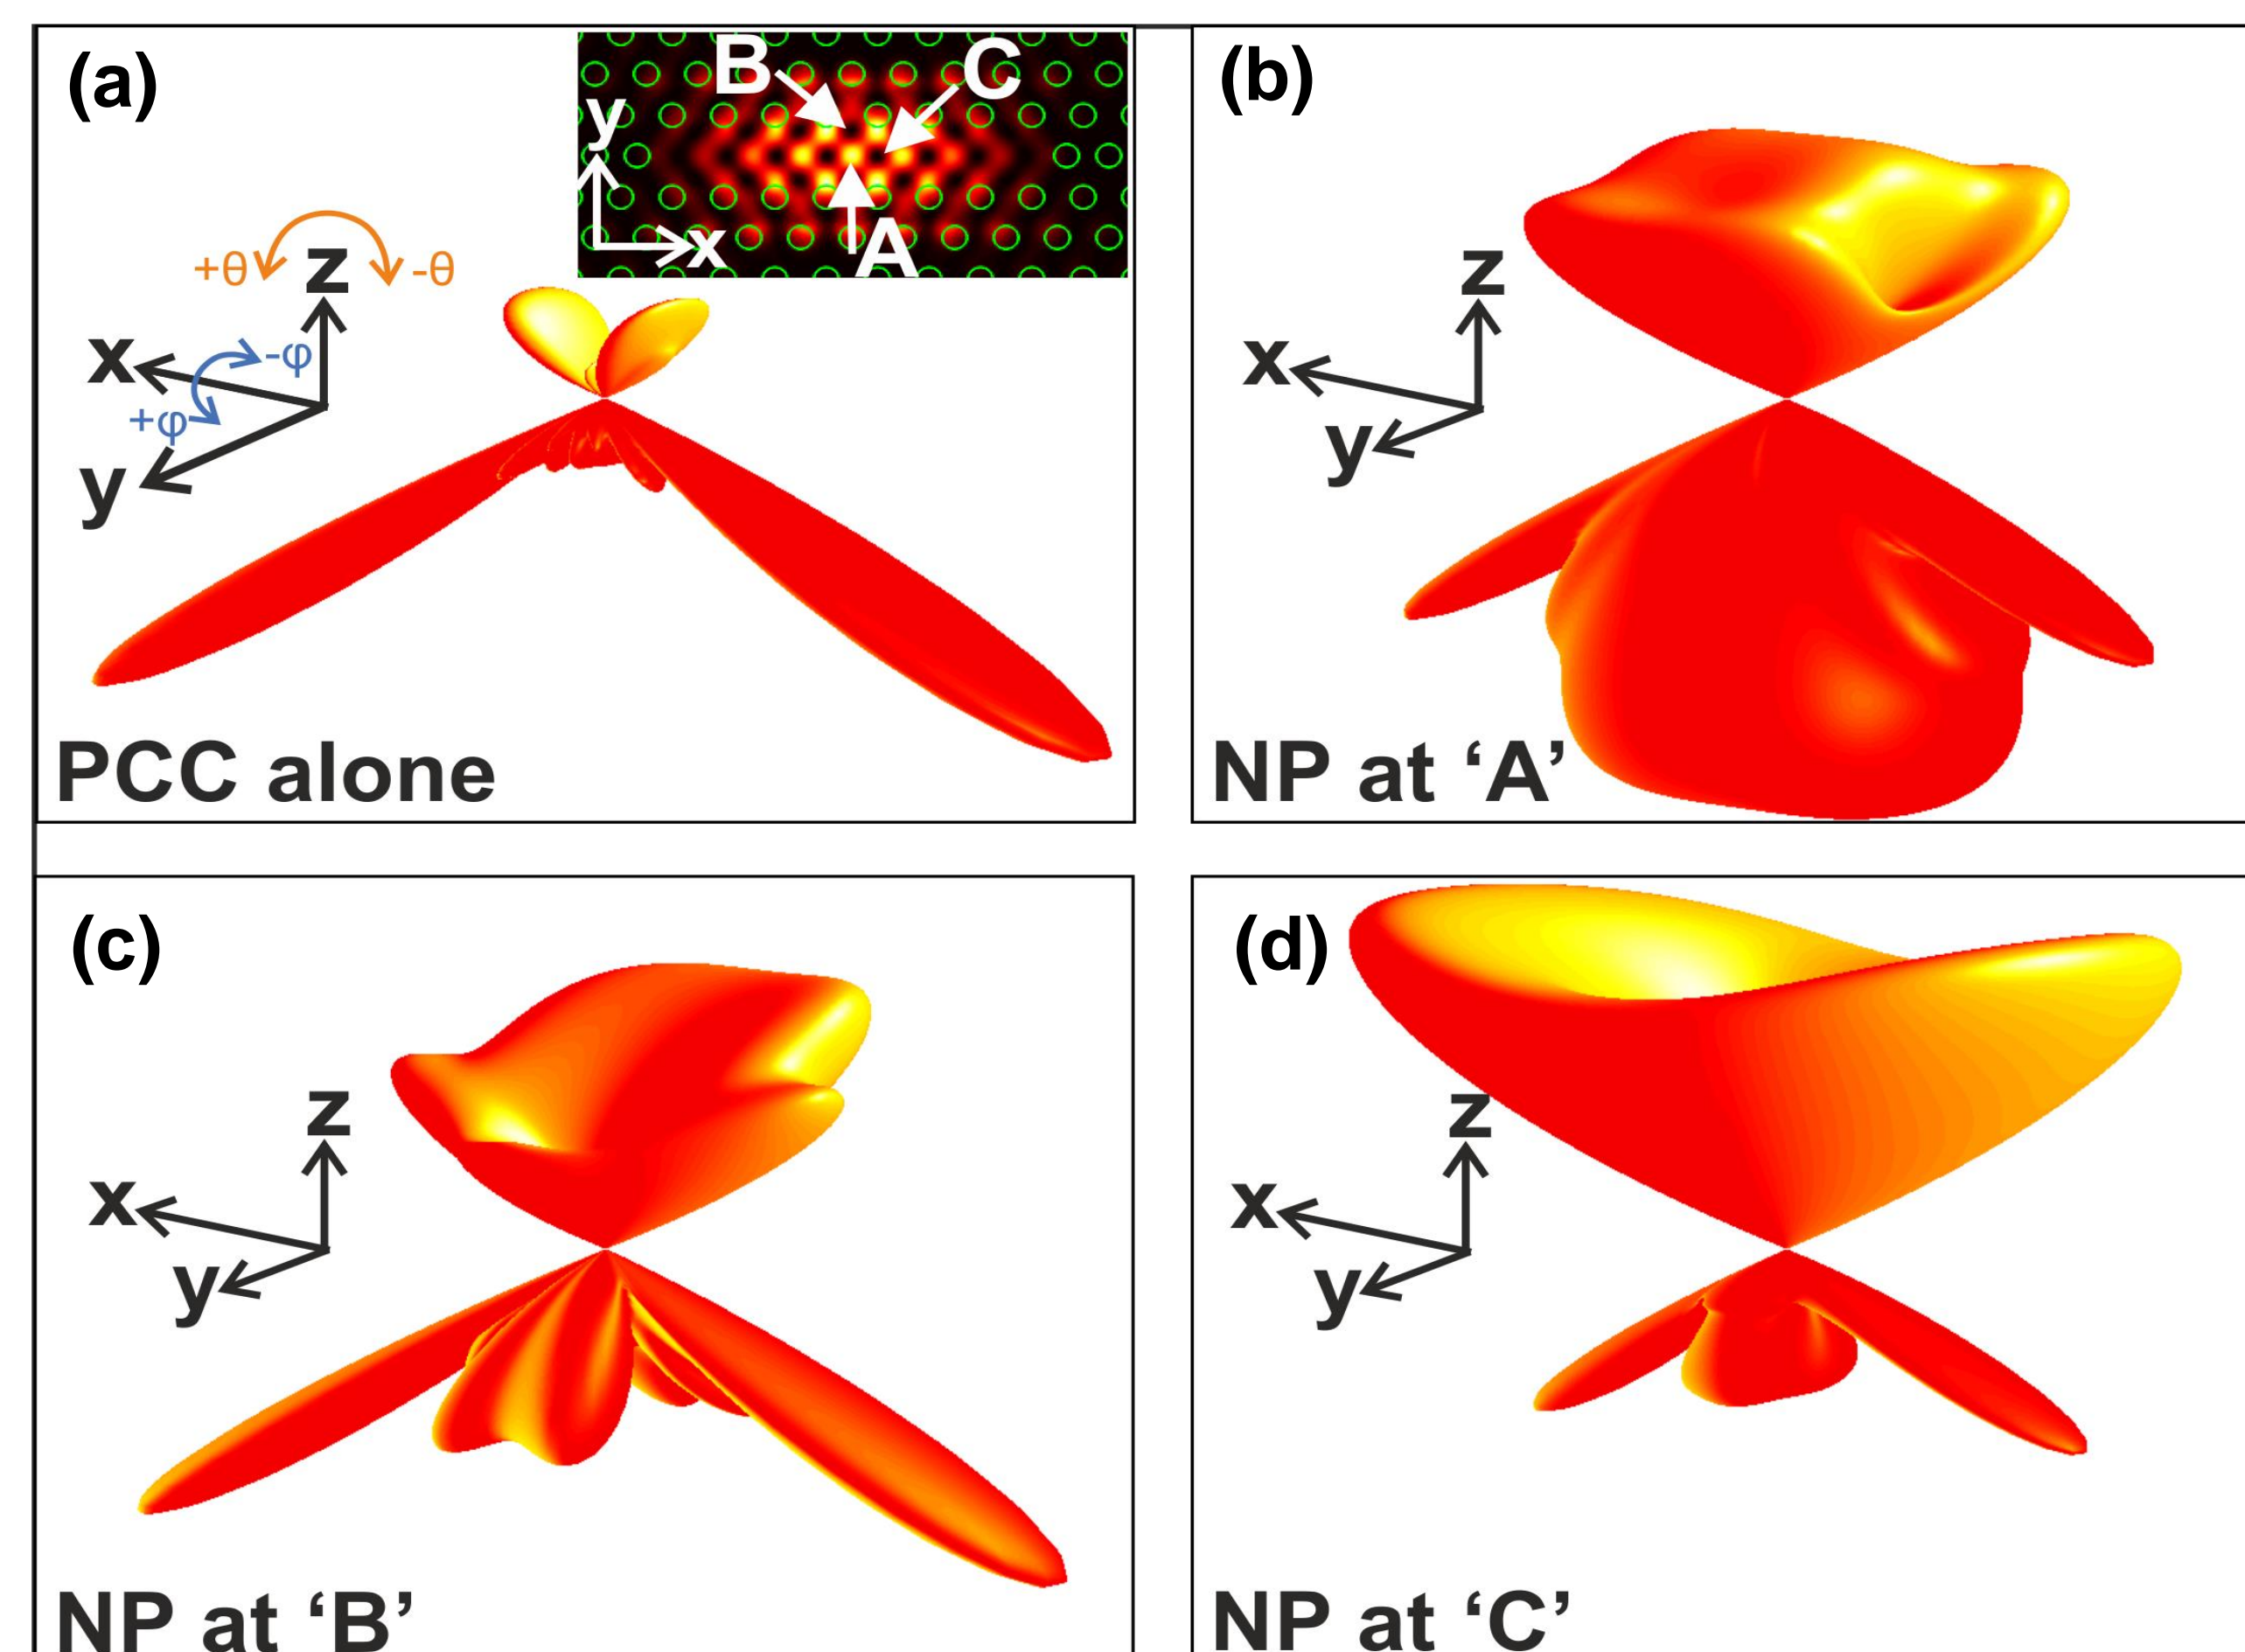 (a)
B
C
y
x
A
+θ
-θ
z
x
-φ
+φ
y
PCC alone
(b)
z
x
y
NP at ‘A’
(c)
z
x
y
NP at ‘B’
(d)
z
x
y
NP at ‘C’